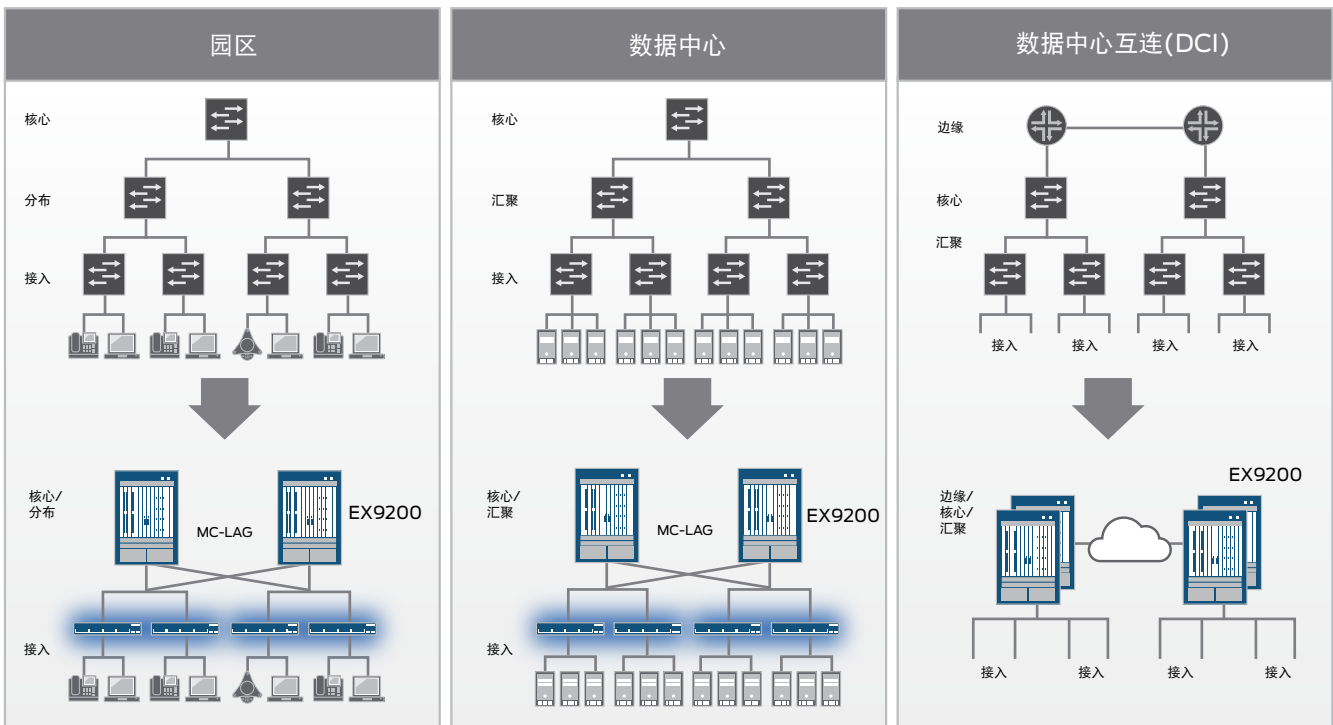 园区
核心
分布
接入
核心/
分布
MC-LAG
EX9200
接入
数据中心
核心
汇聚
接入
核心/
汇聚
MC-LAG
EX9200
接入
数据中心互连(DCI)
边缘
核心
汇聚
接入
接入
接入
接入
EX9200
边缘/
核心/
汇聚
接入
接入
接入
接入